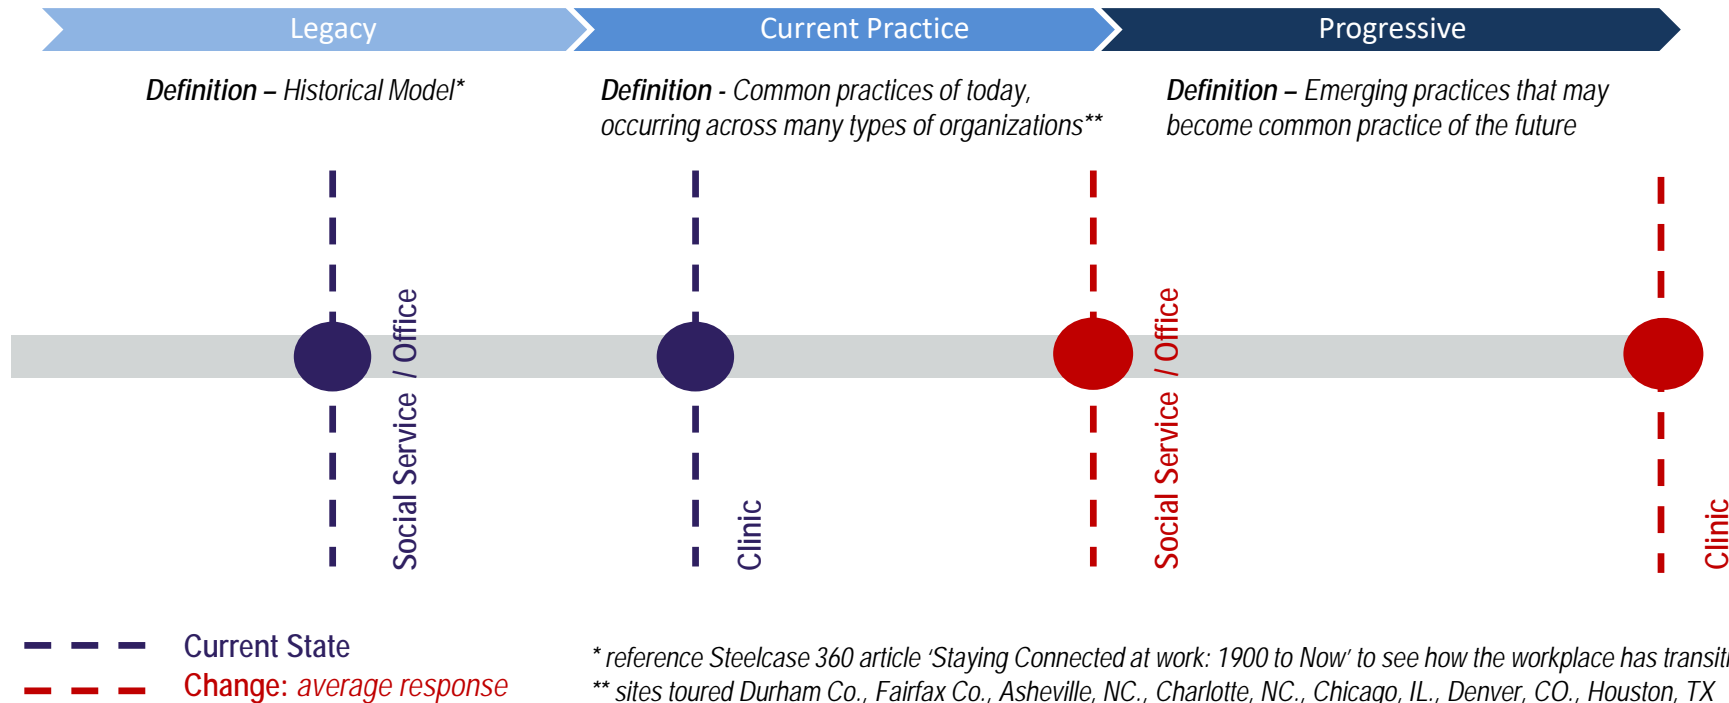 Legacy
Current Practice
Progressive
Definition – Historical Model*
Definition - Common practices of today,
occurring across many types of organizations**
Definition – Emerging practices that may
become common practice of the future
Social Service / Office
Clinic
Social Service / Office
Clinic
Current State
Change: average response
* reference Steelcase 360 article ‘Staying Connected at work: 1900 to Now’ to see how the workplace has
** sites toured Durham Co., Fairfax Co., Asheville, NC., Charlotte, NC., Chicago, IL., Denver, CO., Houston, TX